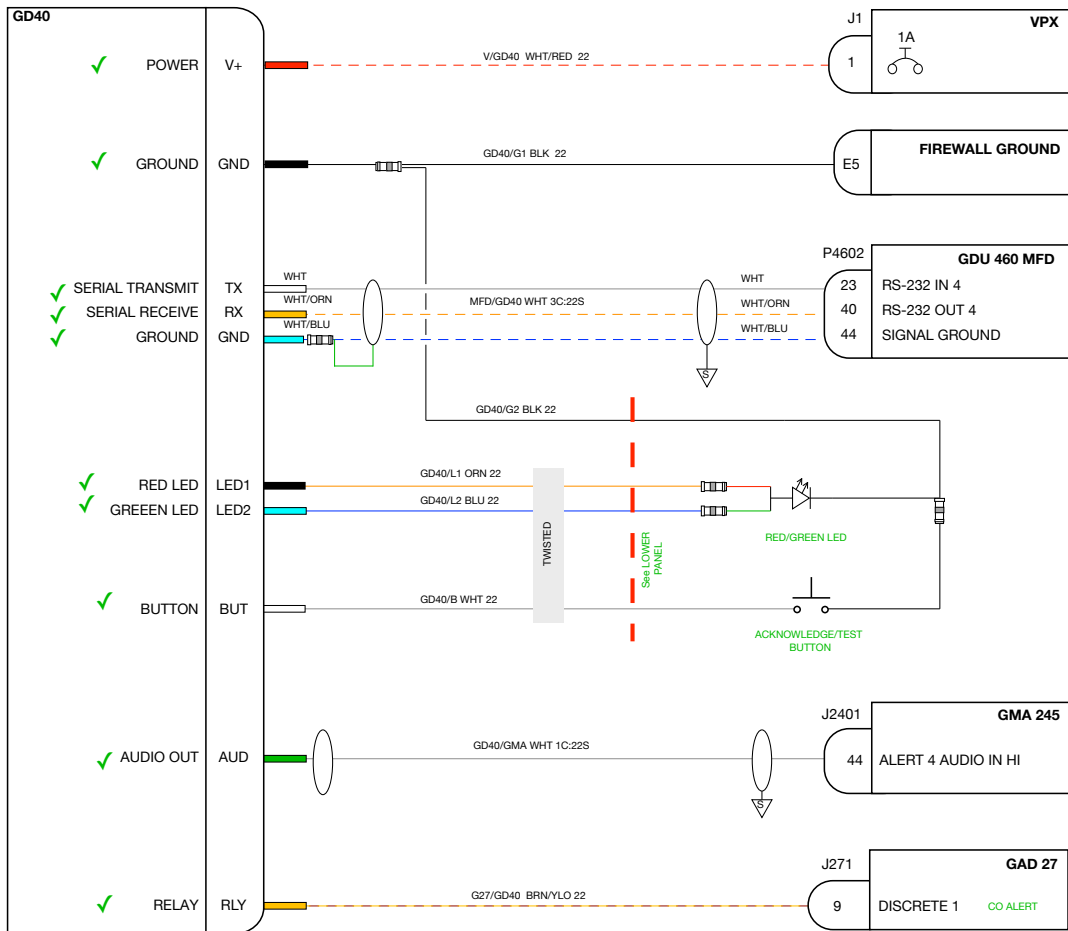 GD40
J1
VPX
POWER V+
V/GD40 WHT/RED 22
1
1A
GROUND GND
GD40/G1 BLK 22
E5
FIREWALL GROUND
P4602
GDU 460 MFD
SERIAL TRANSMIT TX
WHT
WHT
23 RS-232 IN 4
SERIAL RECEIVE RX
WHT/ORN
MFD/GD40 WHT 3C:22S
WHT/ORN
40 RS-232 OUT 4
GROUND GND
WHT/BLU
WHT/BLU
44 SIGNAL GROUND
S
GD40/G2 BLK 22
RED LED LED1
GD40/L1 ORN 22
GREEEN LED LED2
GD40/L2 BLU 22
TWISTED
See LOWER
PANEL
RED/GREEN LED
BUTTON BUT
GD40/B WHT 22
ACKNOWLEDGE/TEST
BUTTON
J2401
GMA 245
AUDIO OUT AUD
GD40/GMA WHT 1C:22S
44 ALERT 4 AUDIO IN HI
S
J271
GAD 27
RELAY RLY
G27/GD40 BRN/YLO 22
9 DISCRETE 1 CO ALERT